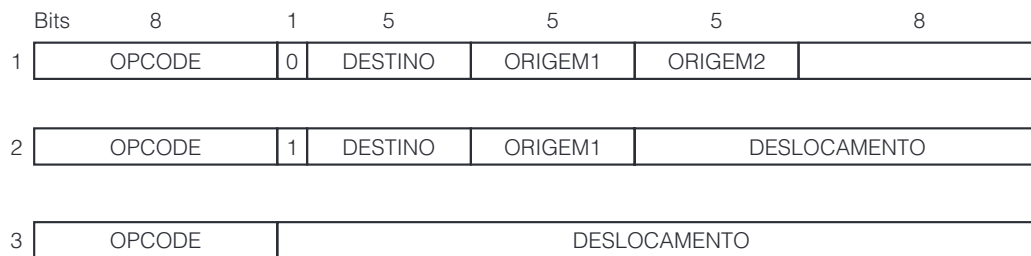 Bits 8 1 5 5 5 8
1 OPCODE 0 DESTINO ORIGEM1 ORIGEM2
2 OPCODE 1 DESTINO ORIGEM1 DESLOCAMENTO
3 OPCODE DESLOCAMENTO